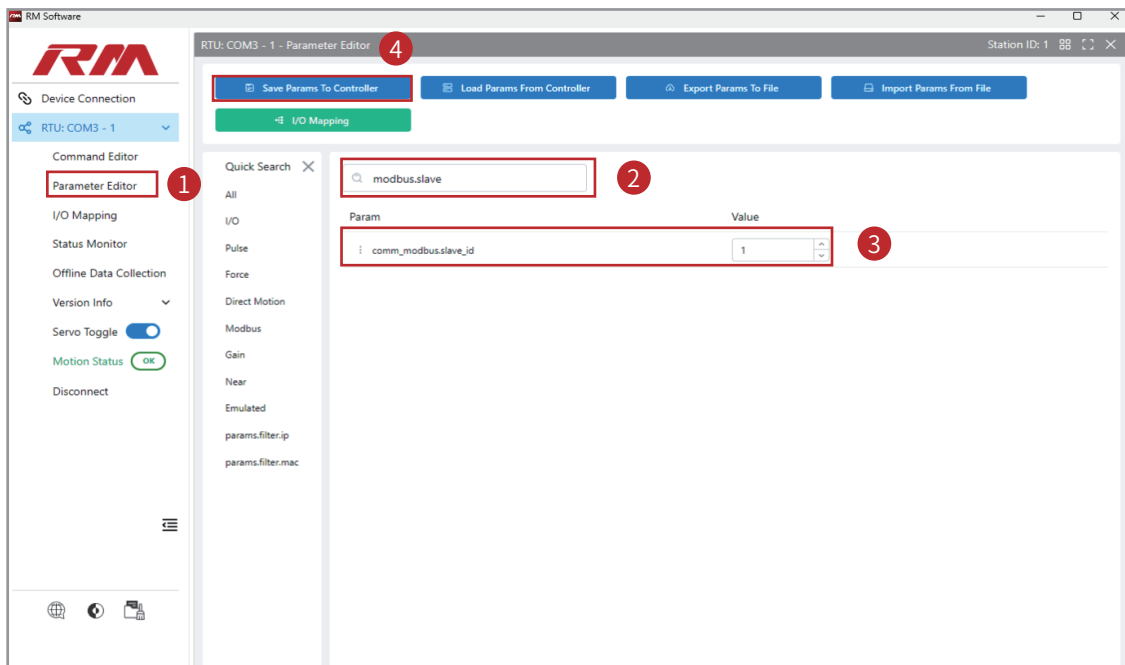 RM RM Software
RTU: COM3 - 1 - Parameter Editor
4
Station ID: 1
RM
Device Connection
RTU: COM3 - 1
Command Editor
Parameter Editor
1
I/O Mapping
Status Monitor
Offline Data Collection
Version Info
Servo Toggle
Motion Status OK
Disconnect
Save Params To Controller
Load Params From Controller
Export Params To File
Import Params From File
I/O Mapping
Quick Search
All
I/O
Pulse
Force
Direct Motion
Modbus
Gain
Near
Emulated
params.filter.ip
params.filter.mac
modbus.slave
2
Param Value
comm_modbus.slave_id 1
3